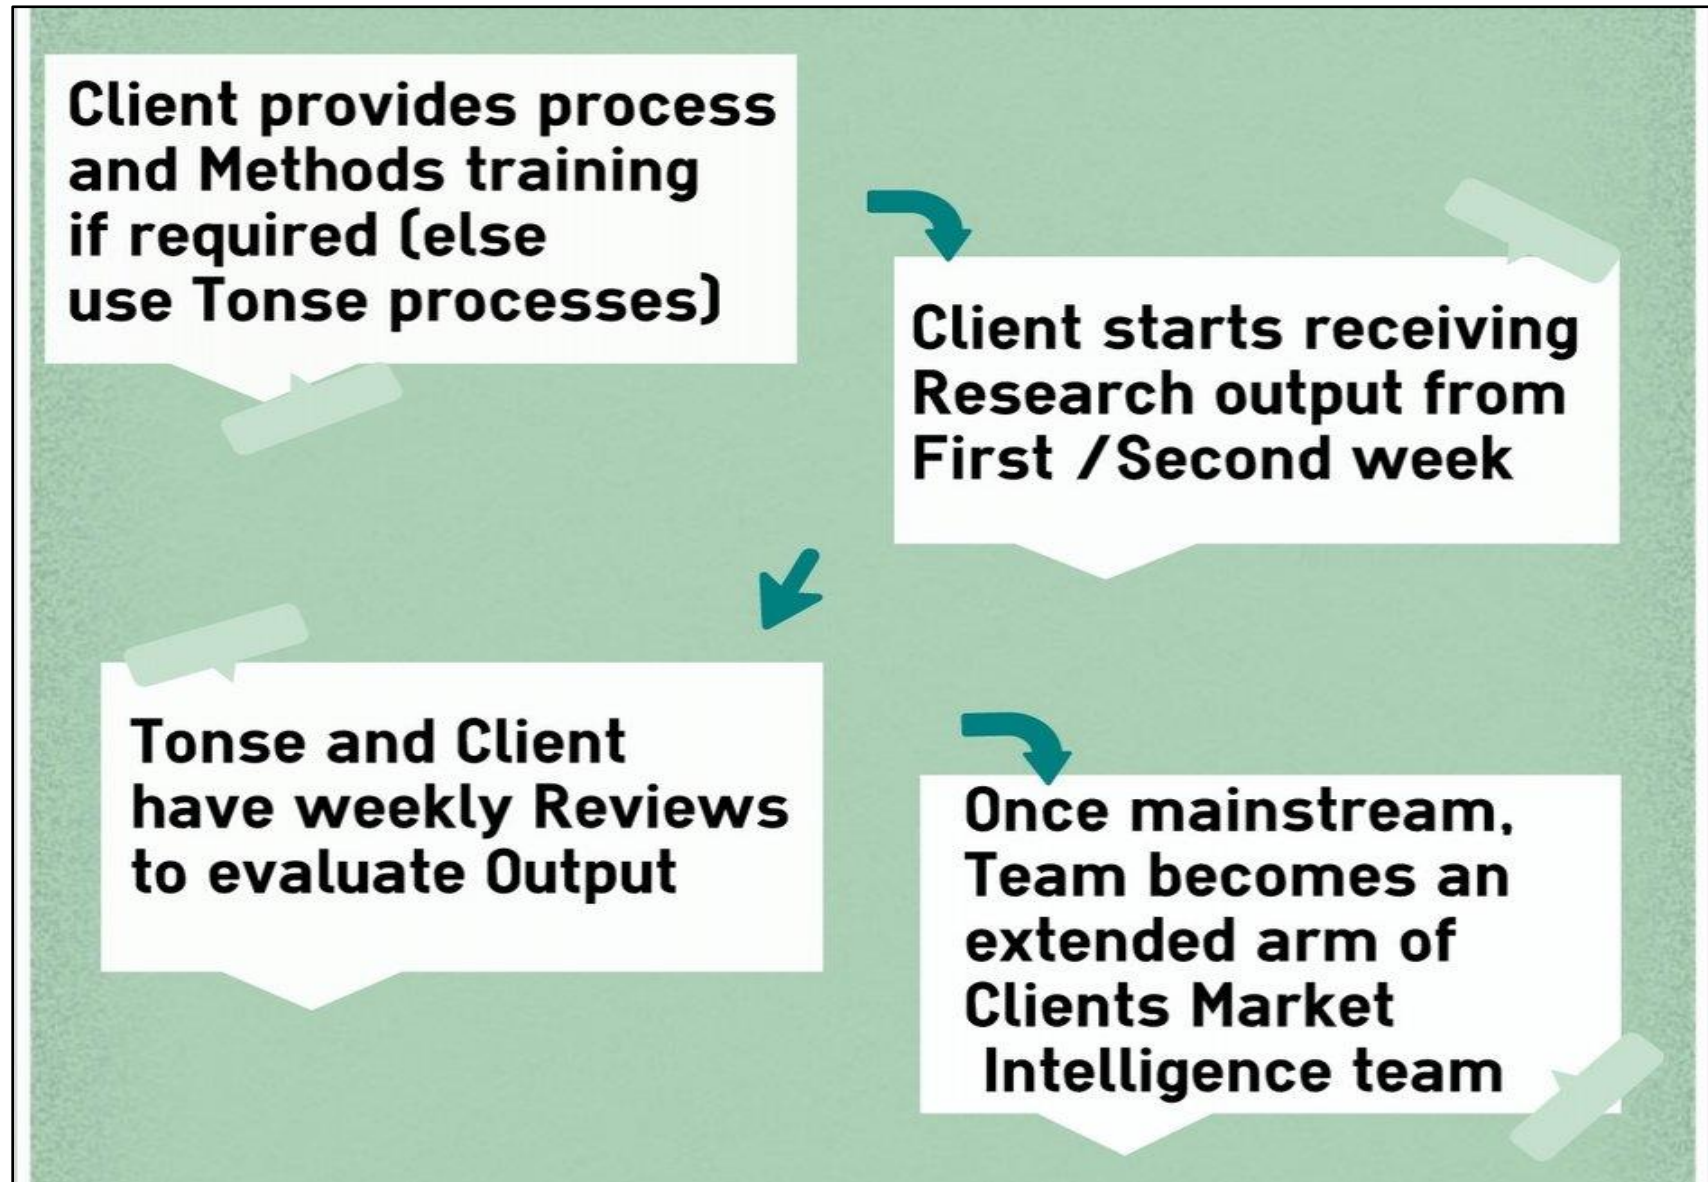 Client provides process
and Methods training
if required (else
use Tonse processes)
Client starts receiving
Research output from
First /Second week
Tonse and Client
have weekly Reviews
to evaluate Output
Once mainstream,
Team becomes an
extended arm of
Clients Market
Intelligence team